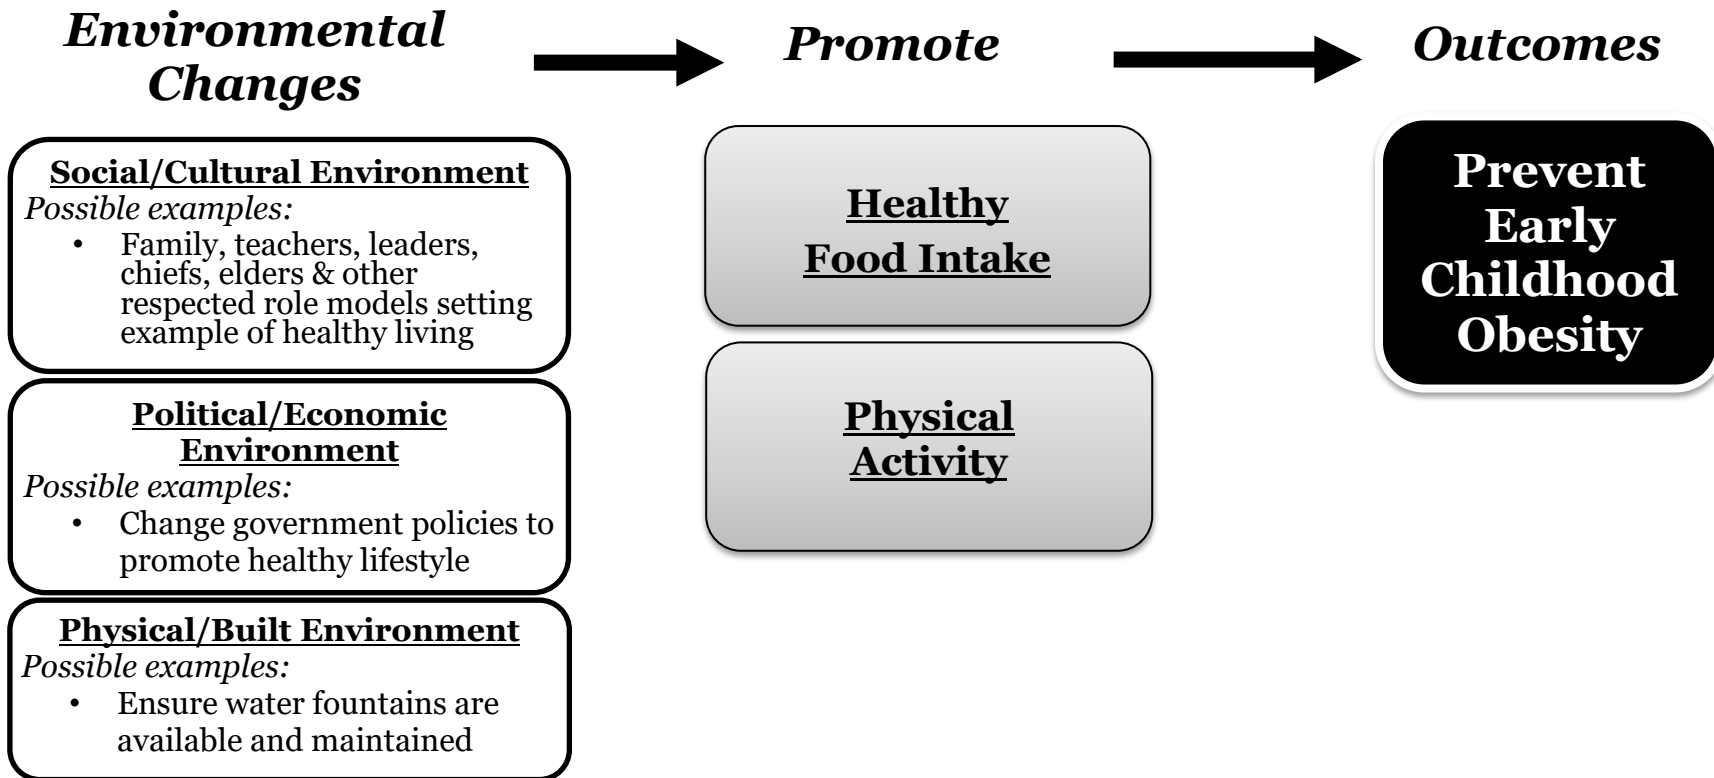 Environmental
Changes
Promote
Outcomes
Social/Cultural Environment
Possible examples:
• Family, teachers, leaders,
chiefs, elders & other
respected role models setting
example of healthy living
Political/Economic
Environment
Possible examples:
• Change government policies to
promote healthy lifestyle
Physical/Built Environment
Possible examples:
• Ensure water fountains are
available and maintained
Healthy
Food Intake
Physical
Activity
Prevent
Early
Childhood
Obesity